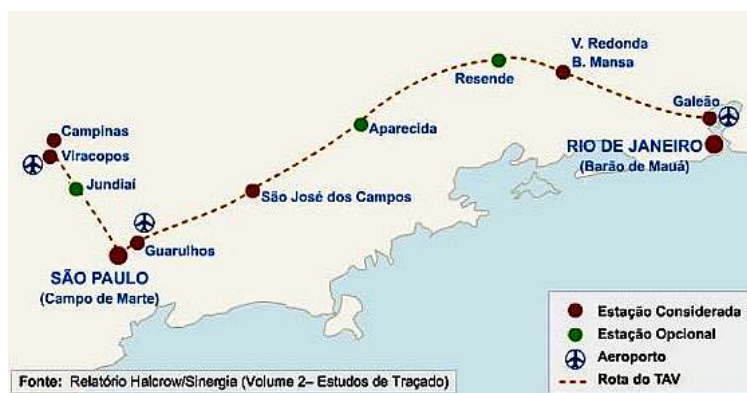 V. Redonda
B. Mansa
Resende
Galeão
Campinas
Viracopos
Aparecida
RIO DE JANEIRO
(Barão de Mauá)
Jundiaí
São José dos Campos
Guarulhos
SÃO PAULO
(Campo de Marte)
Estação Considerada
Estação Opcional
Aeroporto
Rota do TAV
Fonte: Relatório Halcrow/Sinergia (Volume 2– Estudos de Traçado)